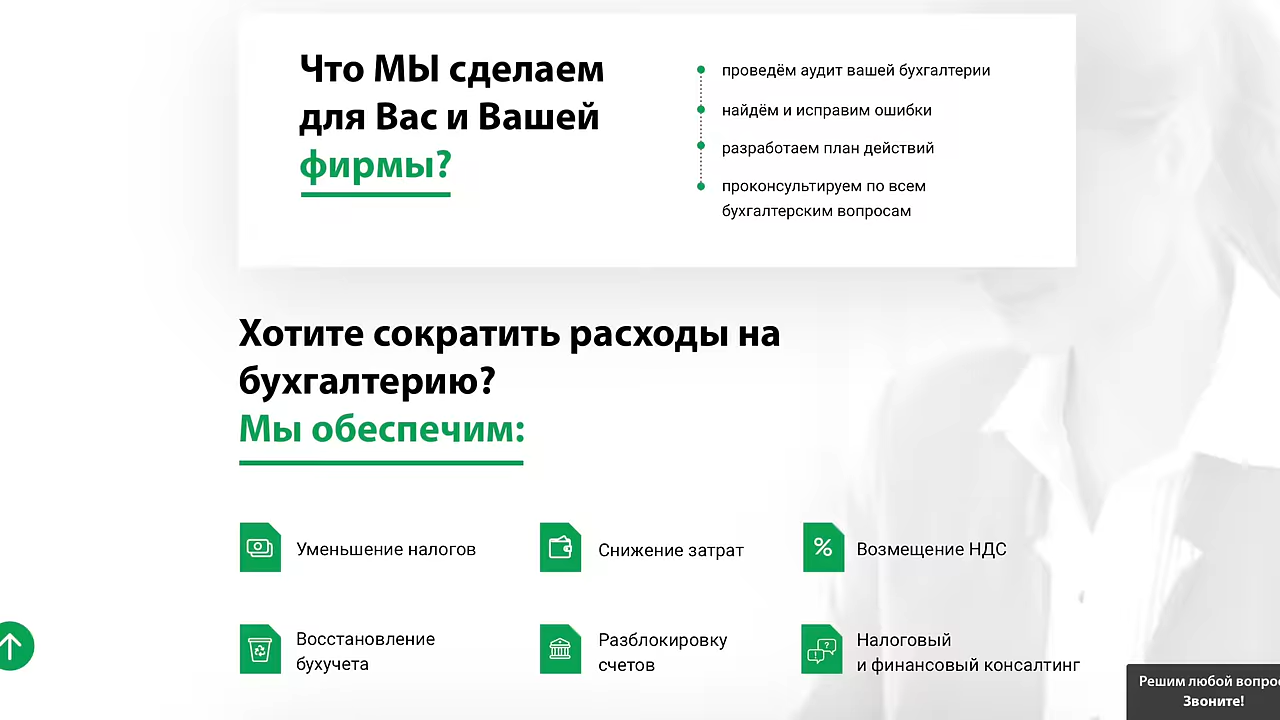 Что МЫ сделаем
для Вас и Вашей
фирмы?
проведём аудит вашей бухгалтерии
найдём и исправим ошибки
разработаем план действий
проконсультируем по всем
бухгалтерским вопросам
Хотите сократить расходы на
бухгалтерию?
Мы обеспечим:
Уменьшение налогов
Снижение затрат
Возмещение НДС
Восстановление
бухучета
Разблокировку
счетов
Налоговый
и финансовый консалтинг
Решим любой
Звоните!